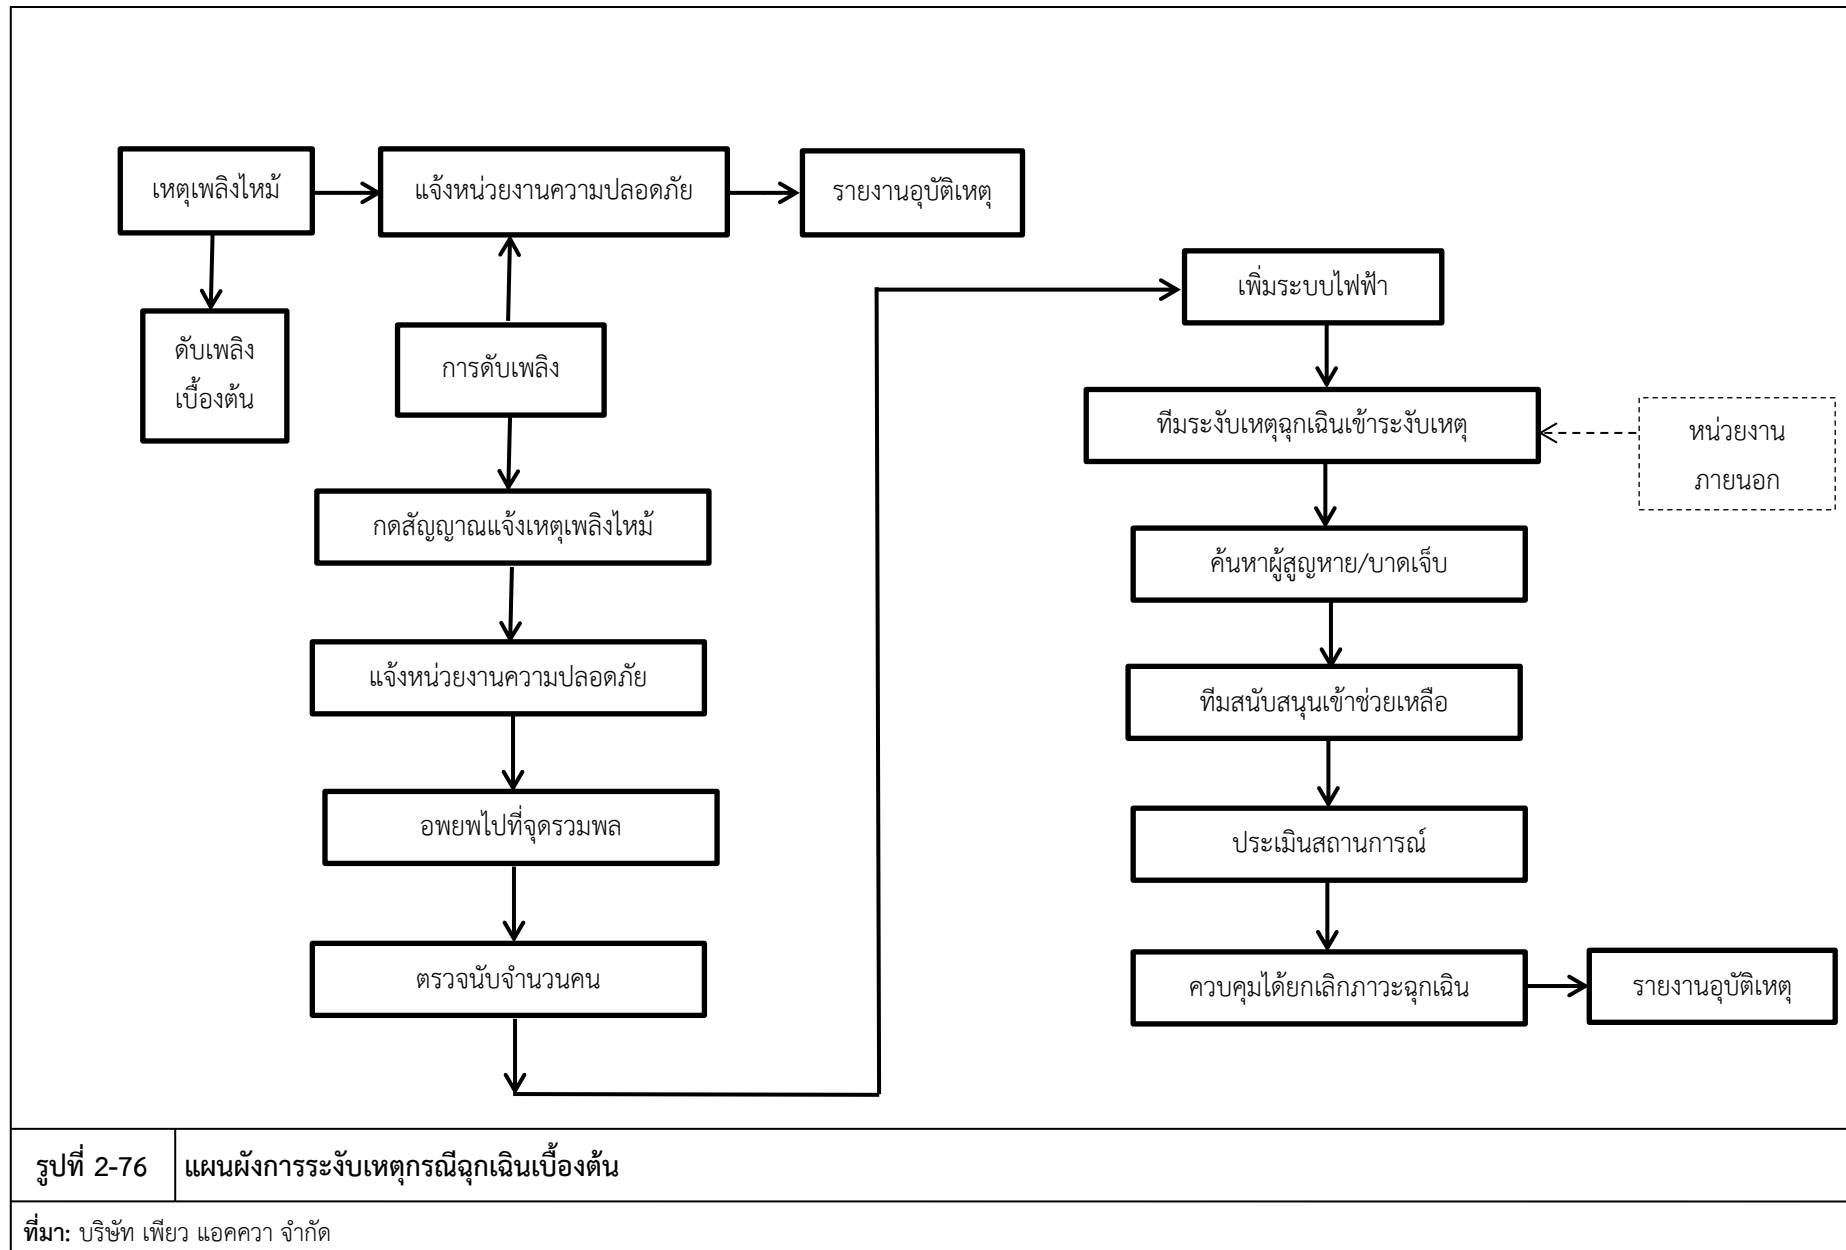 เหตุเพลิงไหม้
แจ้งหน่วยงานความปลอดภัย
รายงานอุบัติเหตุ
ดับเพลิง
เบื้องต้น
การดับเพลิง
กดสัญญาณแจ้งเหตุเพลิงไหม้
แจ้งหน่วยงานความปลอดภัย
อพยพไปที่จุดรวมพล
ตรวจนับจำนวนคน
เพิ่มระบบไฟฟ้า
ทีมระงับเหตุฉุกเฉินเข้าระงับเหตุ
หน่วยงาน
ภายนอก
ค้นหาผู้สูญหาย/บาดเจ็บ
ทีมสนับสนุนเข้าช่วยเหลือ
ประเมินสถานการณ์
ควบคุมได้ยกเลิกภาวะฉุกเฉิน
รายงานอุบัติเหตุ
รูปที่ 2-76 แผนผังการระงับเหตุกรณีฉุกเฉินเบื้องต้น
ที่มา: บริษัท เพียว แอคควา จำกัด